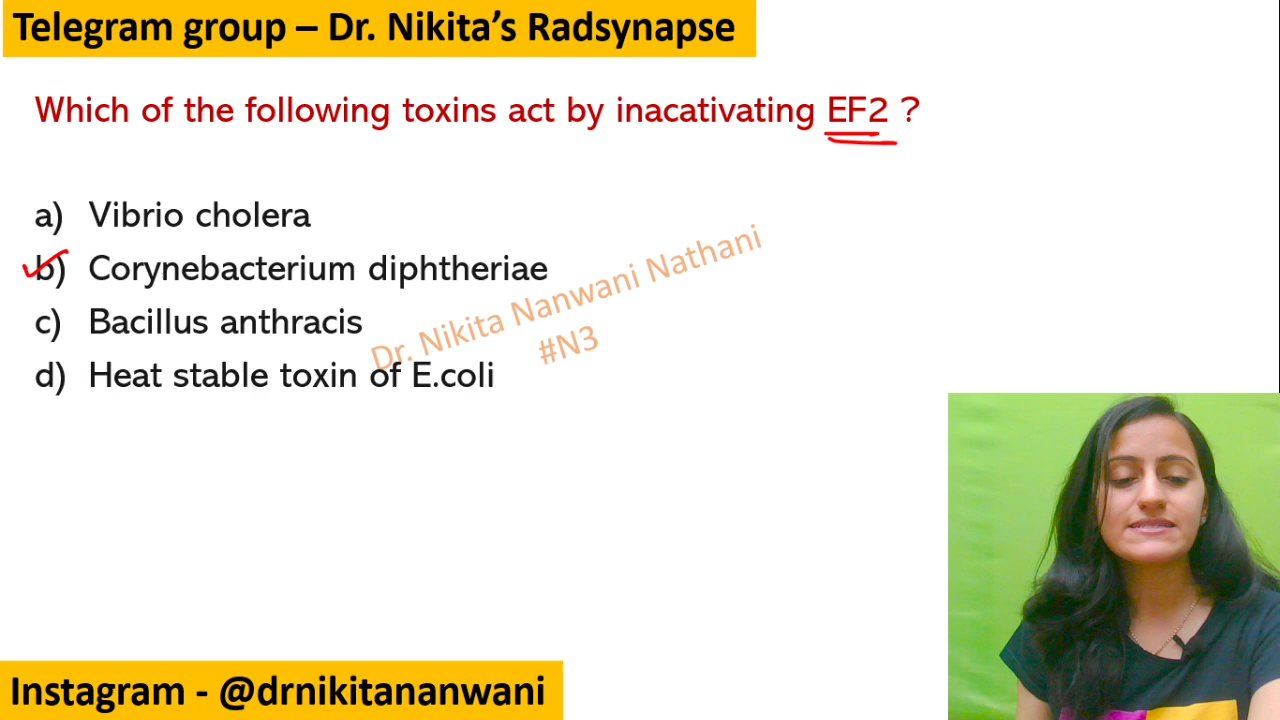 Telegram group – Dr. Nikita’s Radsynapse
Which of the following toxins act by inacativating EF2 ?
a) Vibrio cholera
b) Corynebacterium diphtheriae
c) Bacillus anthracis
d) Heat stable toxin of E.coli
Dr. Nikita Nanwani Nathani
#N3
Instagram - @drnikitananwani